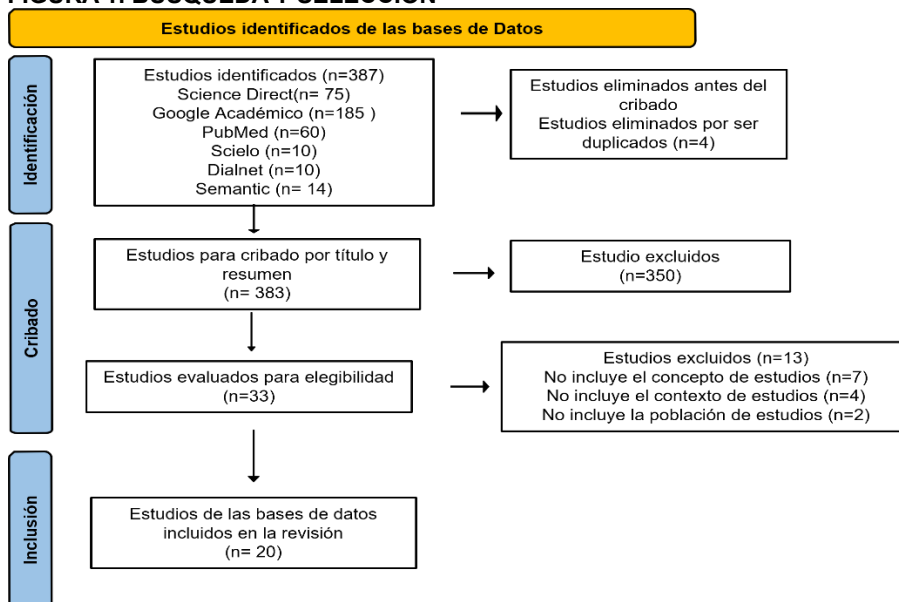 FIGURA 1. BÚSQUEDA Y SELECCIÓN
Estudios identificados de las bases de Datos
Identificación
Estudios identificados (n=387)
Science Direct(n= 75)
Google Académico (n=185 )
PubMed (n=60)
Scielo (n=10)
Dialnet (n=10)
Semantic (n= 14)
Estudios eliminados antes del
cribado
Estudios eliminados por ser
duplicados (n=4)
Cribado
Estudios para cribado por título y
resumen
(n= 383)
Estudio excluidos
(n=350)
Estudios evaluados para elegibilidad
(n=33)
Estudios excluidos (n=13)
No incluye el concepto de estudios (n=7)
No incluye el contexto de estudios (n=4)
No incluye la población de estudios (n=2)
Inclusión
Estudios de las bases de datos
incluidos en la revisión
(n= 20)